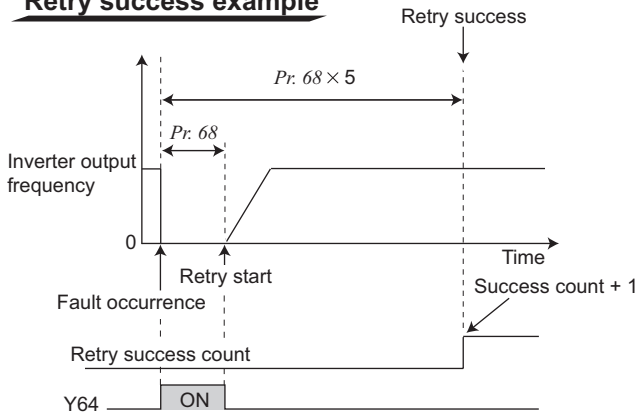 Retry success example
Retry success
Pr. 68 × 5
Pr. 68
Inverter output
frequency
0
Time
Retry start
Success count + 1
Fault occurrence
Retry success count
Y64
ON